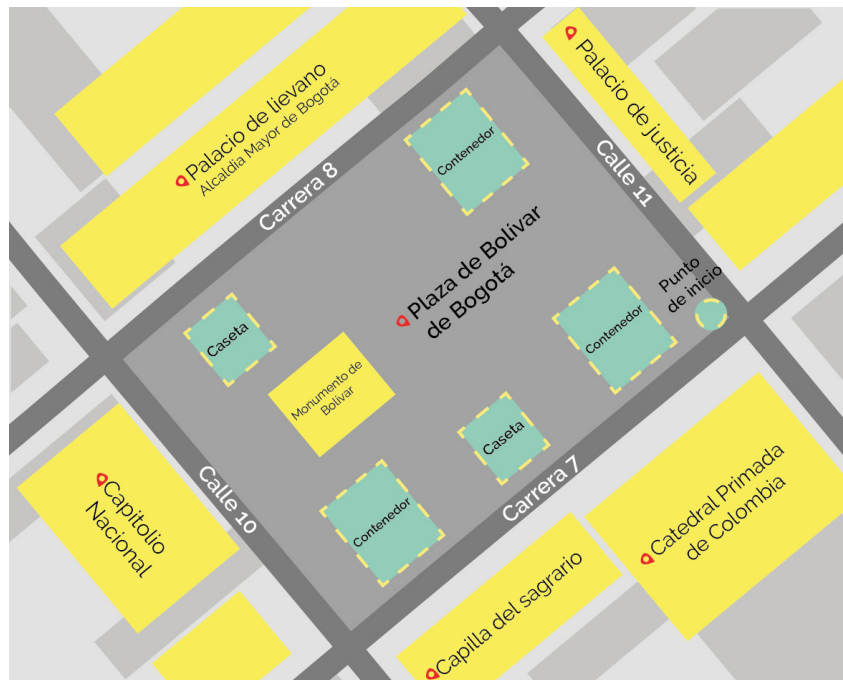 Palacio de lievano
Alcaldía Mayor de Bogotá
Palacio de justicia
Carrera 8
Contenedor
Calle 11
Plaza de Bolívar
de Bogotá
Punto
de inicio
Caseta
Contenedor
Monumento de
Bolívar
Caseta
Carrera 7
Contenedor
Calle 10
Capitolio
Nacional
Catedral Primada
de Colombia
Capilla del sagrario